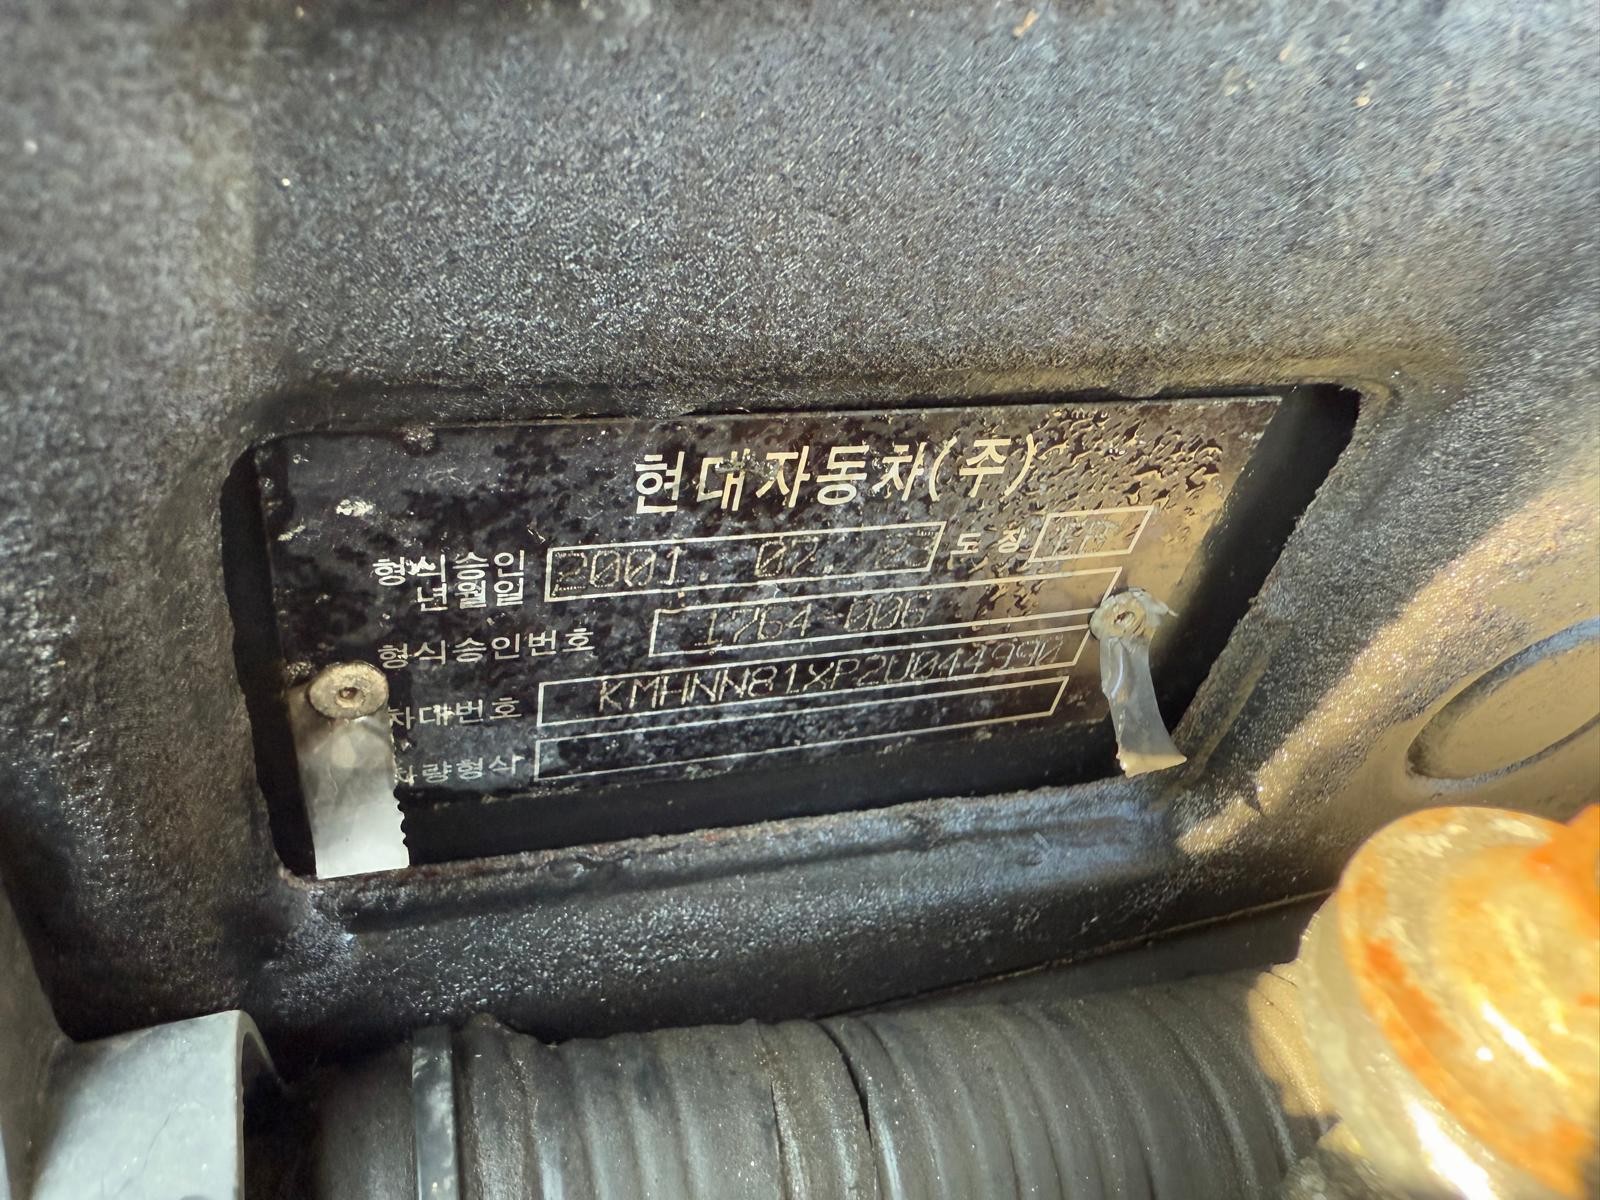 현대자동차(주)
형식승인 년월일 2001. 07. 23 도장
형식승인번호 1764-006
차대번호 KMHNN81XP2U044990
차량형식